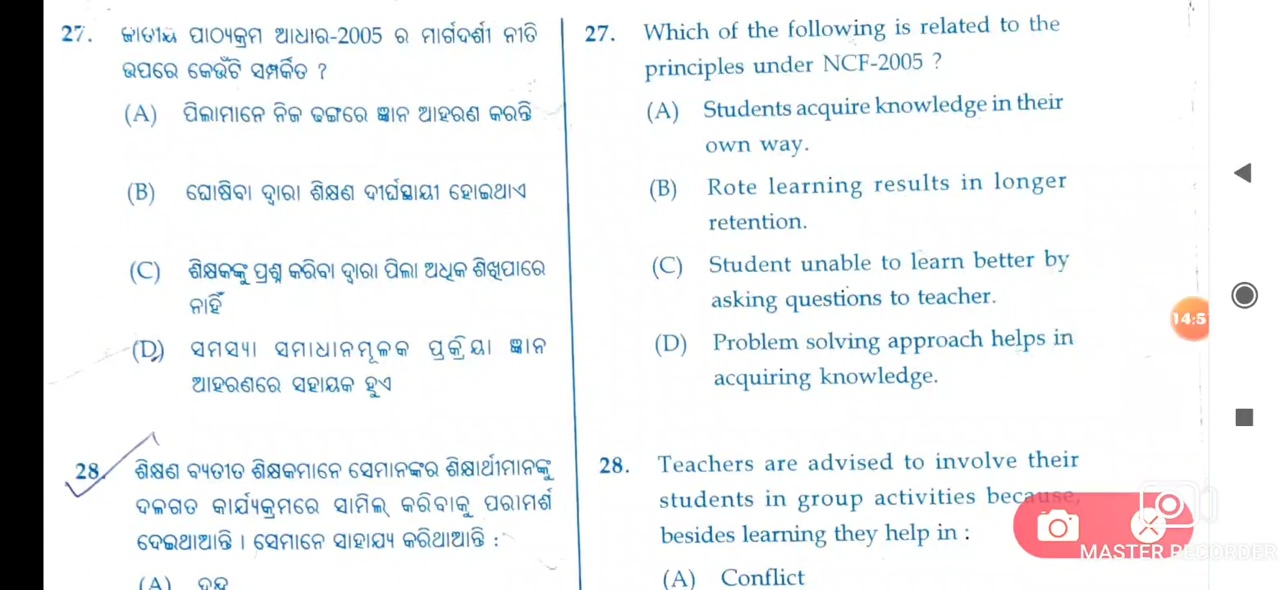 27. ଜାତୀୟ ପାଠ୍ୟକ୍ରମ ଆଧାର-2005 ର ମାର୍ଗଦର୍ଶୀ ନୀତି
ଉପରେ କେଉଁଟି ସମ୍ପର୍କିତ ?
(A) ପିଲାମାନେ ନିଜ ଢଙ୍ଗରେ ଜ୍ଞାନ ଆହରଣ କରନ୍ତି
(B) ଘୋଷିବା ଦ୍ୱାରା ଶିକ୍ଷଣ ଦୀର୍ଘସ୍ଥାୟୀ ହୋଇଥାଏ
(C) ଶିକ୍ଷକଙ୍କୁ ପ୍ରଶ୍ନ କରିବା ଦ୍ୱାରା ପିଲା ଅଧିକ ଶିଖିପାରେ
ନାହିଁ
(D) ସମସ୍ୟା ସମାଧାନମୂଳକ ପ୍ରକ୍ରିୟା ଜ୍ଞାନ
ଆହରଣରେ ସହାୟକ ହୁଏ
28. ଶିକ୍ଷଣ ବ୍ୟତୀତ ଶିକ୍ଷକମାନେ ସେମାନଙ୍କର ଶିକ୍ଷାର୍ଥୀମାନଙ୍କୁ
ଦଳଗତ କାର୍ଯ୍ୟକ୍ରମରେ ସାମିଲ୍ କରିବାକୁ ପରାମର୍ଶ
ଦେଇଥାଆନ୍ତି । ସେମାନେ ସାହାଯ୍ୟ କରିଥାଆନ୍ତି :
(A) ଦ୍ୱନ୍ଦ୍ୱ
27. Which of the following is related to the
principles under NCF-2005 ?
(A) Students acquire knowledge in their
own way.
(B) Rote learning results in longer
retention.
(C) Student unable to learn better by
asking questions to teacher.
(D) Problem solving approach helps in
acquiring knowledge.
28. Teachers are advised to involve their
students in group activities because,
besides learning they help in :
(A) Conflict
14:5
MASTER RECORDER